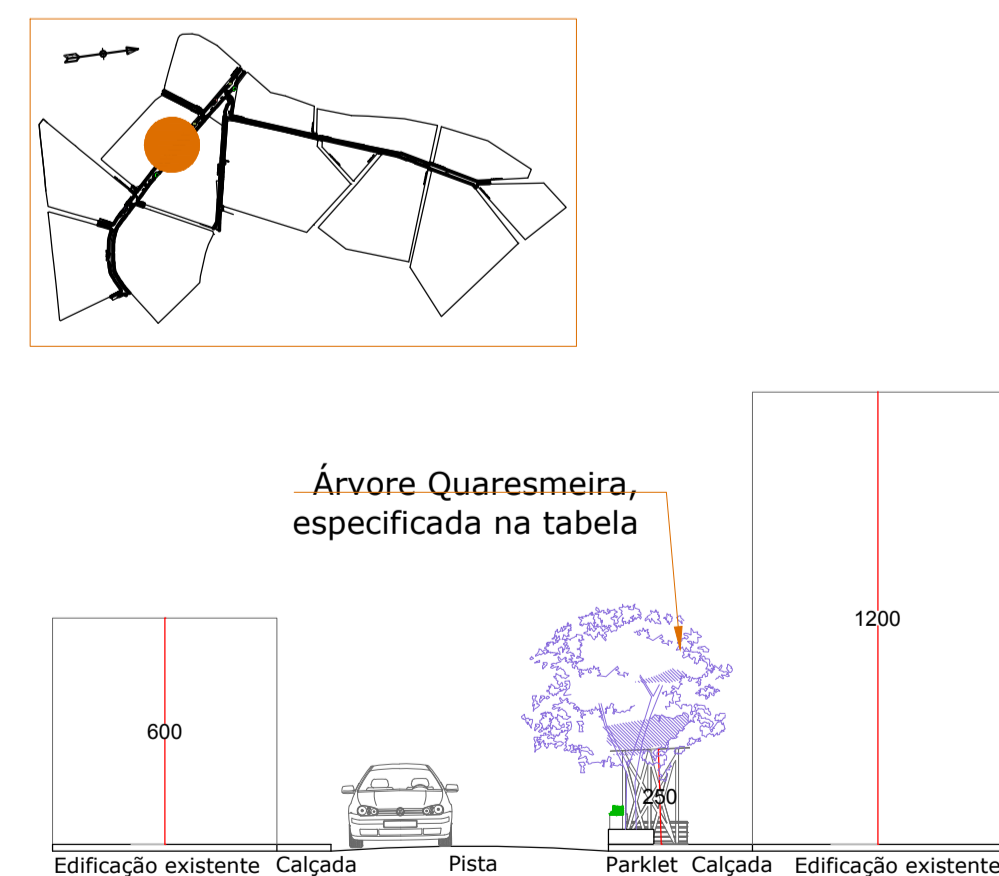 Árvore Quaresmeira,
especificada na tabela
1200
600
250
Edificação existente Calçada Pista Parklet Calçada Edificação existente